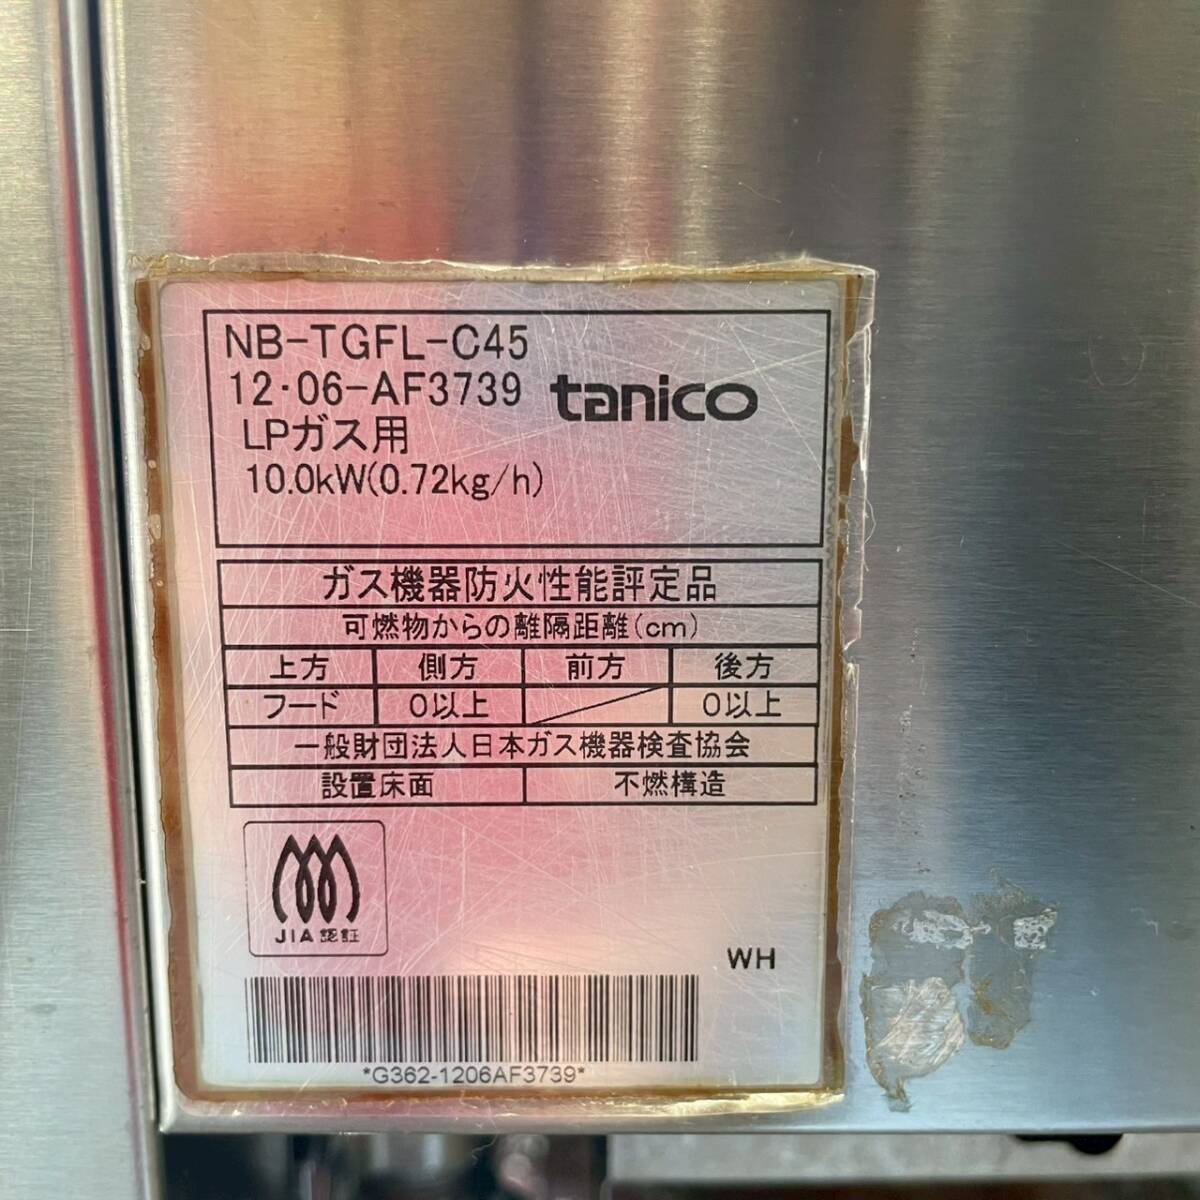 NB-TGFL-C45
12·06-AF3739
tanico
LPガス用
10.0kW(0.72kg/h)
ガス機器防火性能評定品
可燃物からの離隔距離(cm)
上方 側方 前方 後方
フード 0以上 0以上
一般財団法人日本ガス機器検査協会
設置床面 不燃構造
JIA 認証
WH
*G362-1206AF3739*